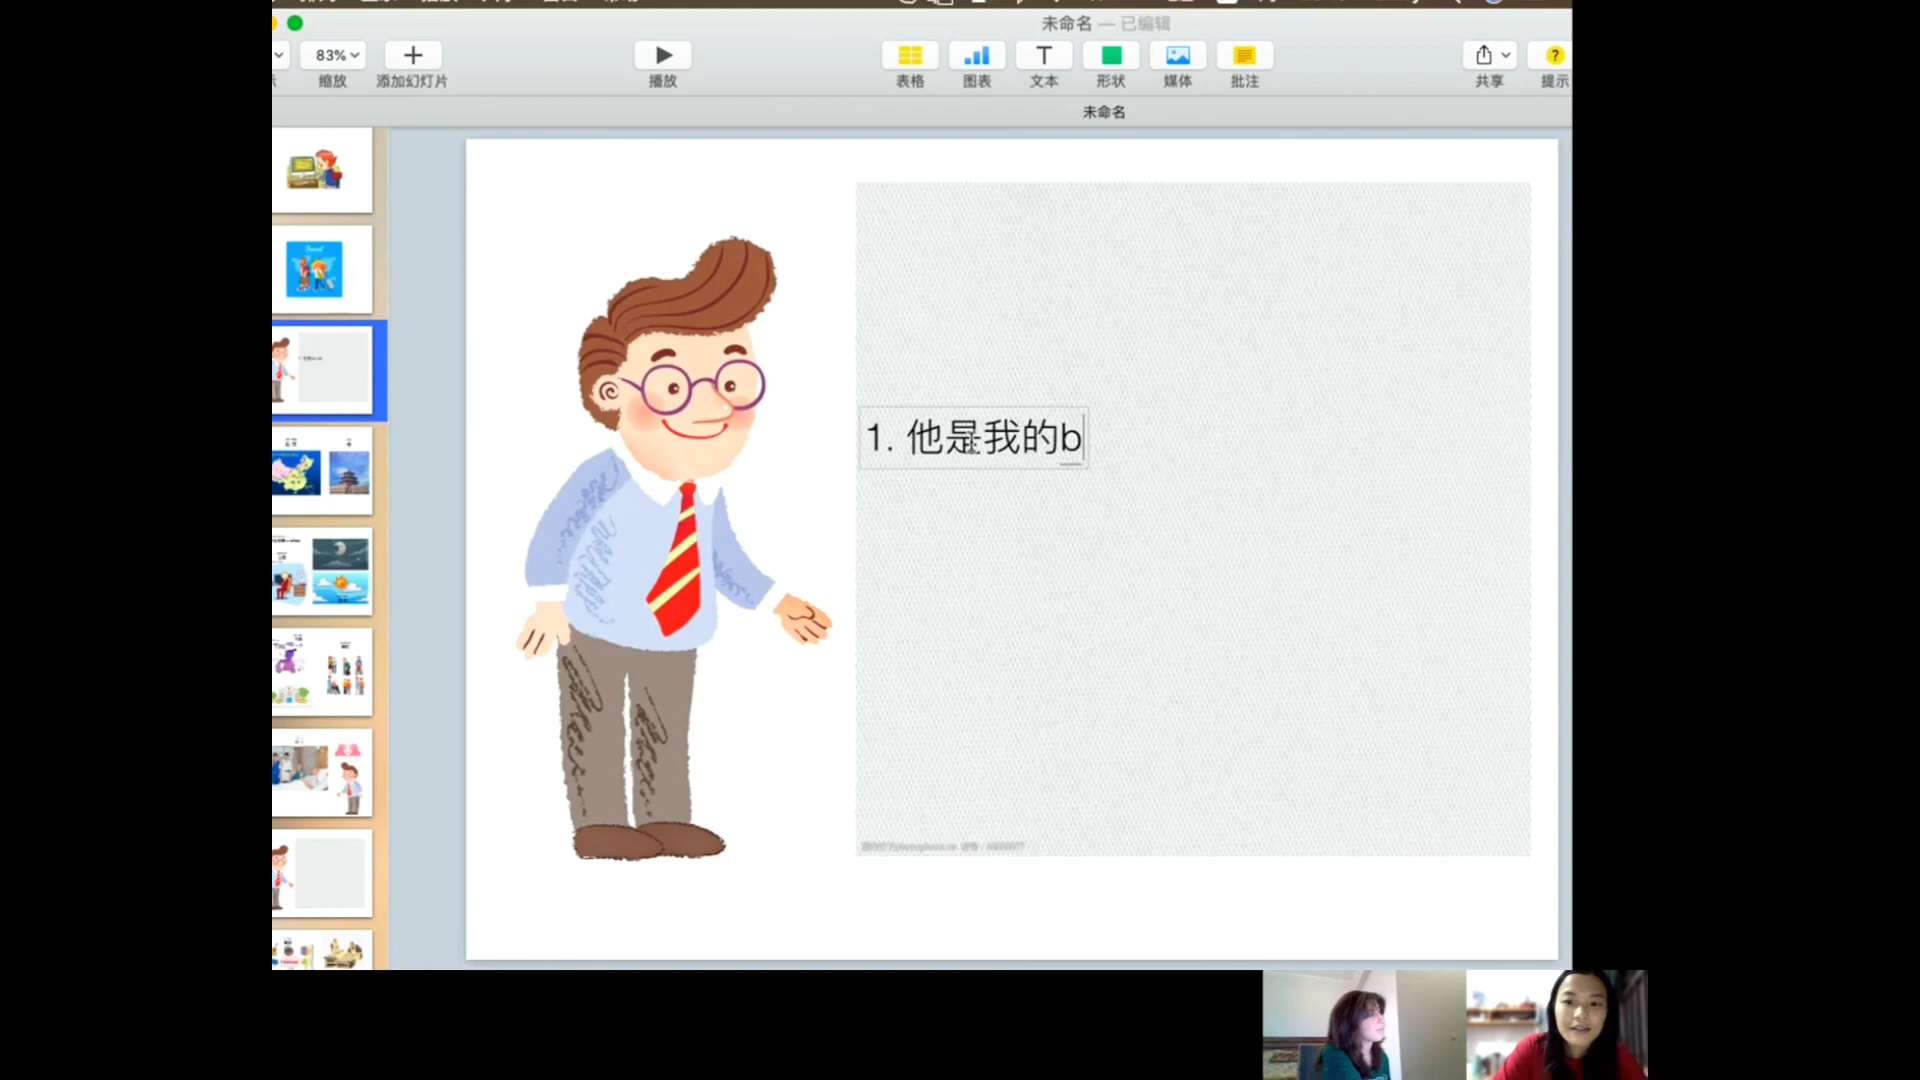 未命名 — 已编辑
83%
缩放
添加幻灯片
播放
表格
图表
文本
形状
媒体
批注
共享
提示
未命名
1. 他是我的b